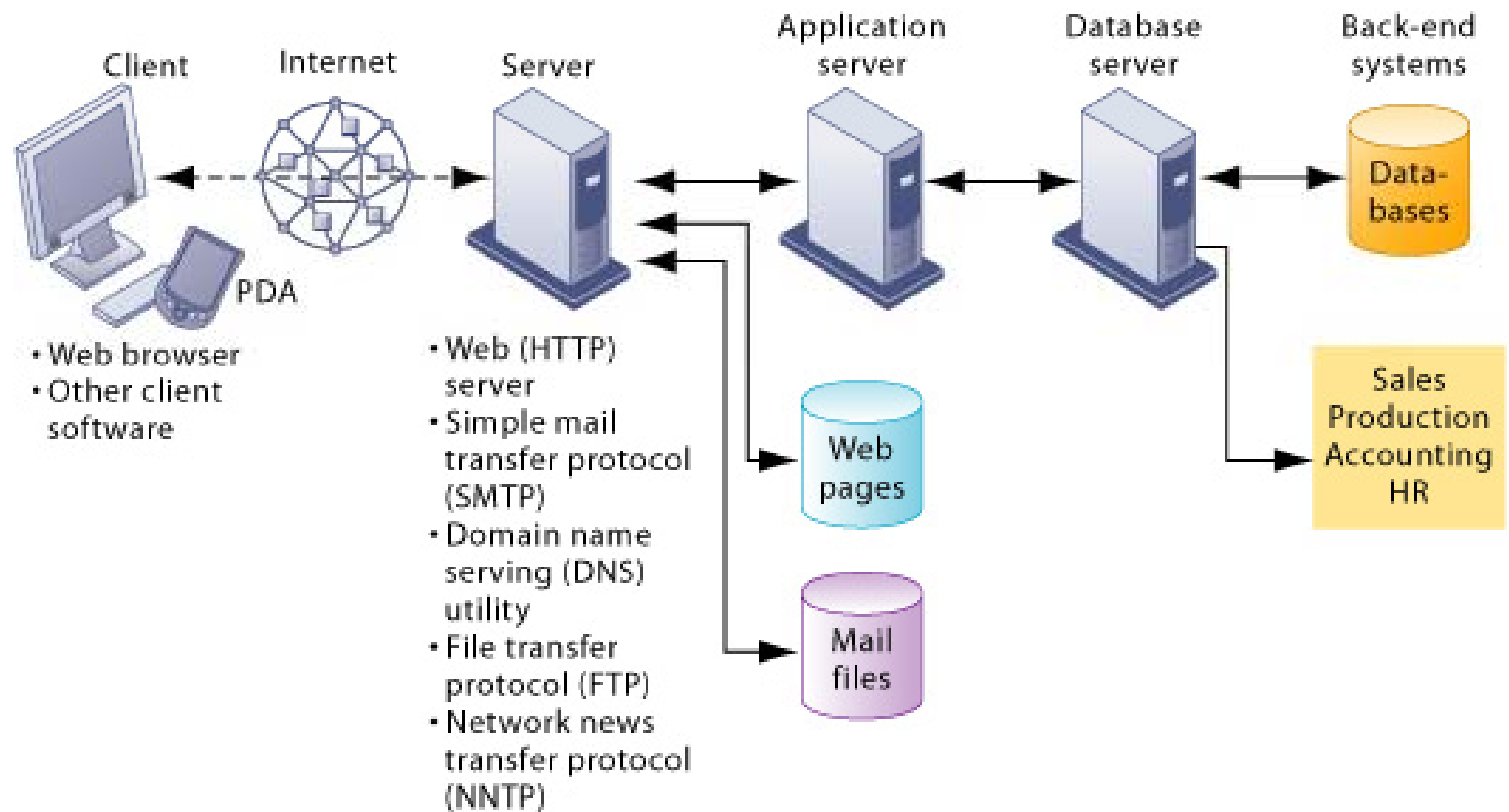 Client
Internet
Server
Application
server
Database
server
Back-end
systems
Data-
bases
PDA
• Web browser
• Other client
software
• Web (HTTP)
server
• Simple mail
transfer protocol
(SMTP)
• Domain name
serving (DNS)
utility
• File transfer
protocol (FTP)
• Network news
transfer protocol
(NNTP)
Web
pages
Mail
files
Sales
Production
Accounting
HR